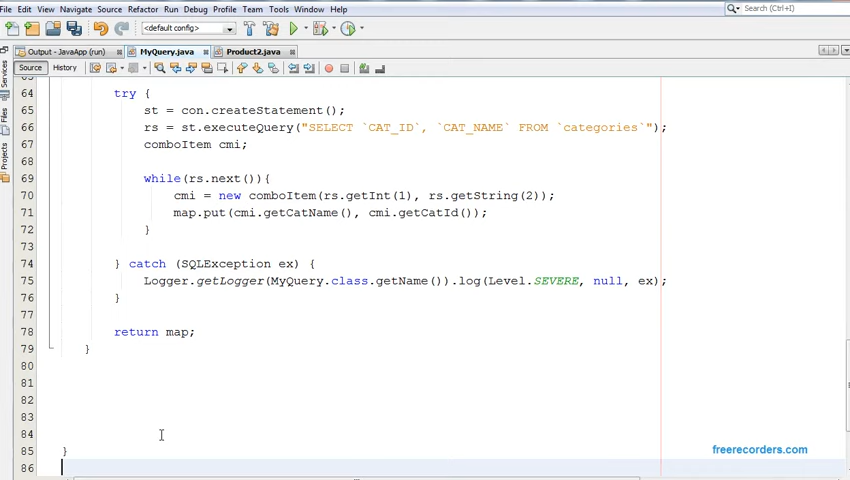 File Edit View Navigate Source Refactor Run Debug Profile Team Tools Window Help
Search (Ctrl+I)
<default config>
Output - JavaApp (run) MyQuery.java Product2.java
Source History
Services
Files
Projects
64 try {
65 st = con.createStatement();
66 rs = st.executeQuery("SELECT `CAT_ID`, `CAT_NAME` FROM `categories`");
67 comboItem cmi;
68
69 while(rs.next()){
70 cmi = new comboItem(rs.getInt(1), rs.getString(2));
71 map.put(cmi.getCatName(), cmi.getCatId());
72 }
73
74 } catch (SQLException ex) {
75 Logger.getLogger(MyQuery.class.getName()).log(Level.SEVERE, null, ex);
76 }
77
78 return map;
79 }
80
81
82
83
84
85 }
86
freerecorders.com